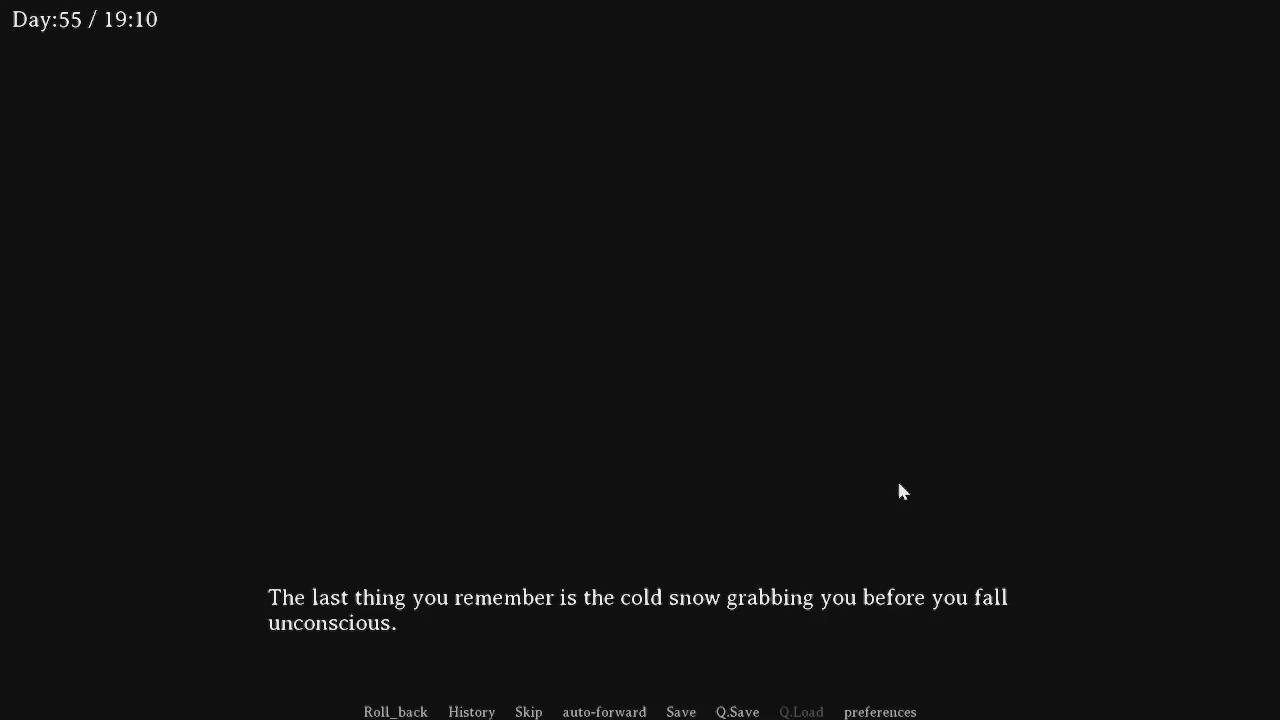 Day:55 / 19:10
The last thing you remember is the cold snow grabbing you before you fall
unconscious.
Roll_back History Skip auto-forward Save Q.Save Q.Load preferences